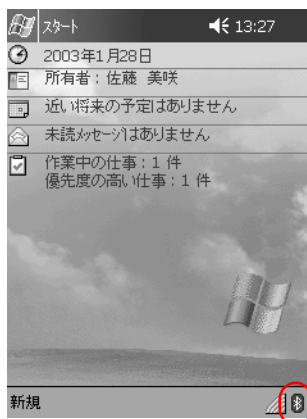 スタート 13:27
2003年1月28日
所有者:佐藤 美咲
近い将来の予定はありません
未読メッセージはありません
作業中の仕事:1 件
優先度の高い仕事:1 件
新規